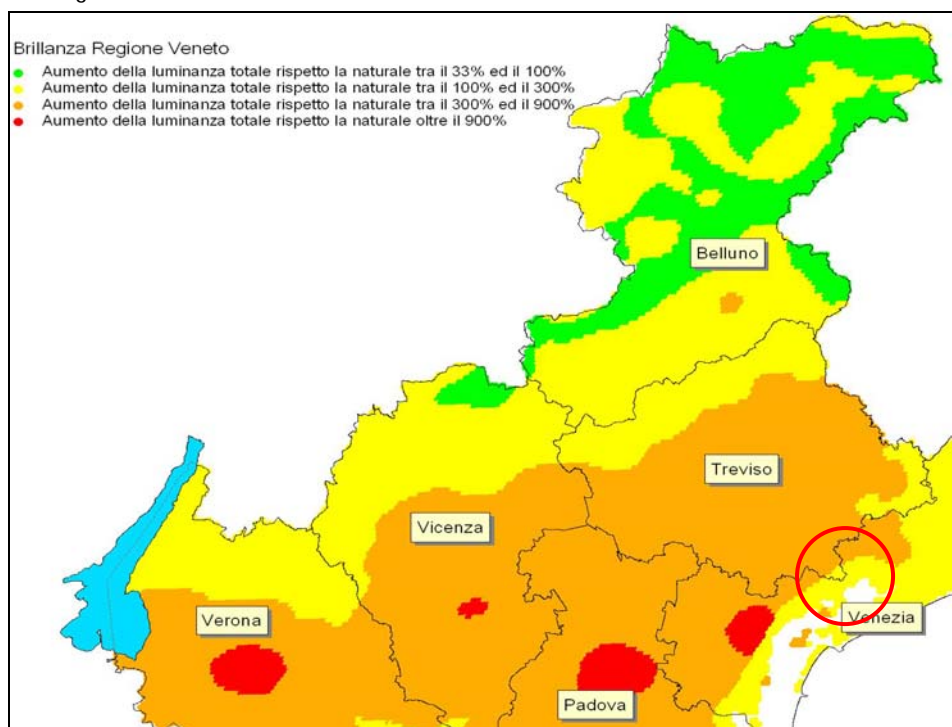 Brillanza Regione Veneto
Aumento della luminanza totale rispetto la naturale tra il 33% ed il 100%
Aumento della luminanza totale rispetto la naturale tra il 100% ed il 300%
Aumento della luminanza totale rispetto la naturale tra il 300% ed il 900%
Aumento della luminanza totale rispetto la naturale oltre il 900%
Belluno
Treviso
Vicenza
Verona
Venezia
Padova